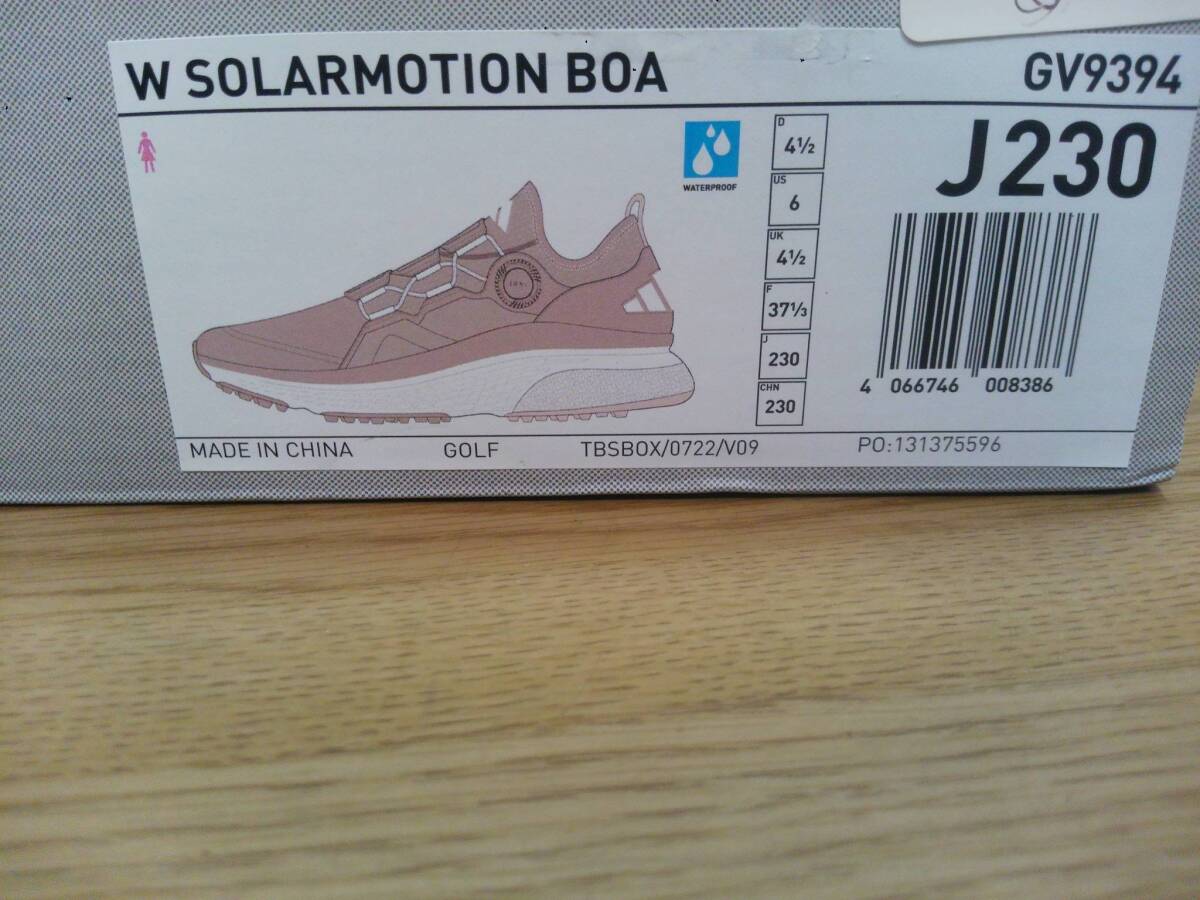 W SOLARMOTION BOA
GV9394
J 230
WATERPROOF
D
4½
US
6
UK
4½
F
37⅓
J
230
CHN
230
4 066746 008386
MADE IN CHINA GOLF TBSBOX/0722/V09 PO:131375596